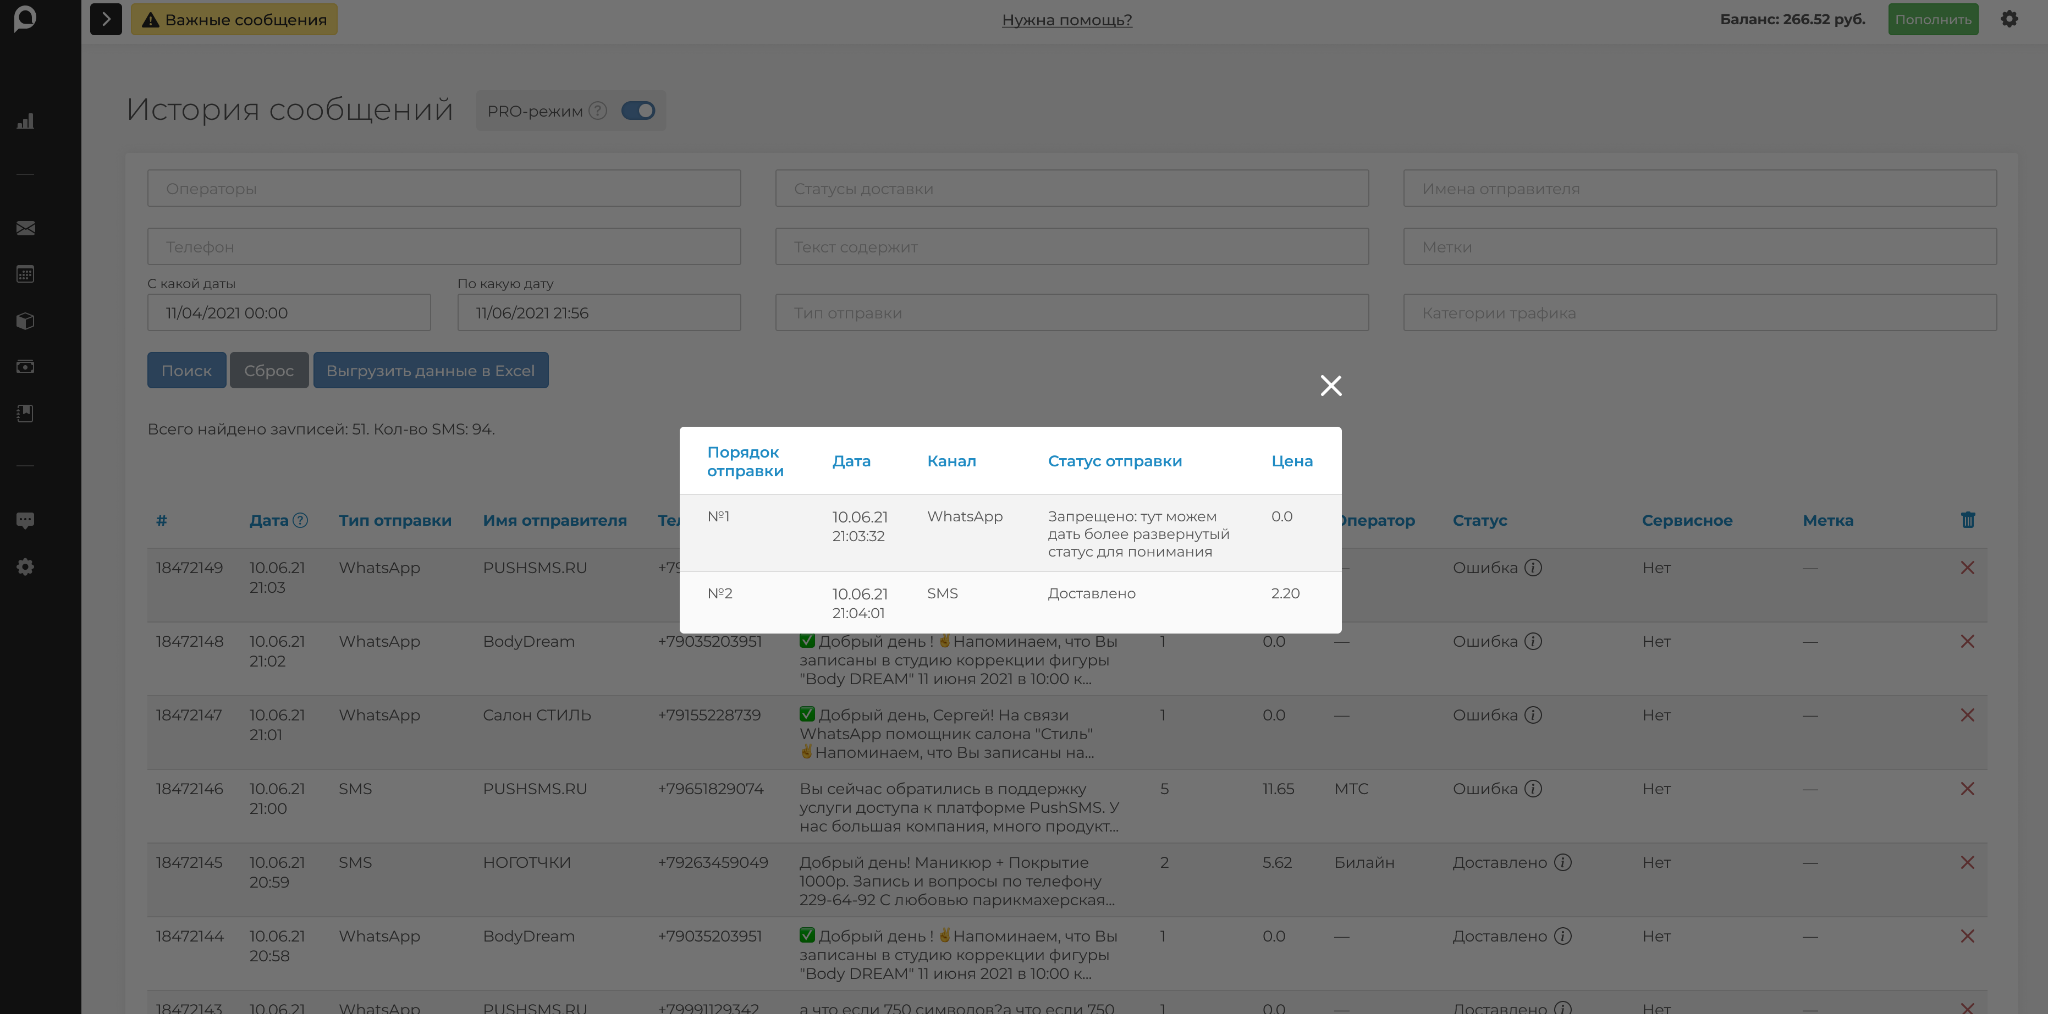 Важные сообщения
Нужна помощь?
Баланс: 266.52 руб.
Пополнить
История сообщений
PRO-режим ?
Операторы
Статусы доставки
Имена отправителя
Телефон
Текст содержит
Метки
С какой даты
По какую дату
11/04/2021 00:00
11/06/2021 21:56
Тип отправки
Категории трафика
Поиск
Сброс
Выгрузить данные в Excel
Всего найдено заvписей: 51. Кол-во SMS: 94.
Порядок
отправки
Дата
Канал
Статус отправки
Цена
№1
10.06.21
21:03:32
WhatsApp
Запрещено: тут можем
дать более развернутый
статус для понимания
0.0
№2
10.06.21
21:04:01
SMS
Доставлено
2.20
# Дата ? Тип отправки Имя отправителя Статус Сервисное Метка
18472149 10.06.21 WhatsApp PUSHSMS.RU — Ошибка i Нет —
21:03
18472148 10.06.21 WhatsApp BodyDream +79035203951 ✅ Добрый день ! ✌Напоминаем, что Вы 1 0.0 — Ошибка i Нет —
21:02 записаны в студию коррекции фигуры
"Body DREAM" 11 июня 2021 в 10:00 к...
18472147 10.06.21 WhatsApp Салон СТИЛЬ +79155228739 ✅ Добрый день, Сергей! На связи 1 0.0 — Ошибка i Нет —
21:01 WhatsApp помощник салона "Стиль"
✌Напоминаем, что Вы записаны на...
18472146 10.06.21 SMS PUSHSMS.RU +79651829074 Вы сейчас обратились в поддержку 5 11.65 МТС Ошибка i Нет —
21:00 услуги доступа к платформе PushSMS. У
нас большая компания, много продукт...
18472145 10.06.21 SMS НОГОТЧКИ +79263459049 Добрый день! Маникюр + Покрытие 2 5.62 Билайн Доставлено i Нет —
20:59 1000р. Запись и вопросы по телефону
229-64-92 С любовью парикмахерская...
18472144 10.06.21 WhatsApp BodyDream +79035203951 ✅ Добрый день ! ✌Напоминаем, что Вы 1 0.0 — Доставлено i Нет —
20:58 записаны в студию коррекции фигуры
"Body DREAM" 11 июня 2021 в 10:00 к...
18472143 10.06.21 WhatsApp PUSHSMS.RU +79991129342 а что если 750 символов?а что если 750 1 0.0 — Доставлено i Нет —